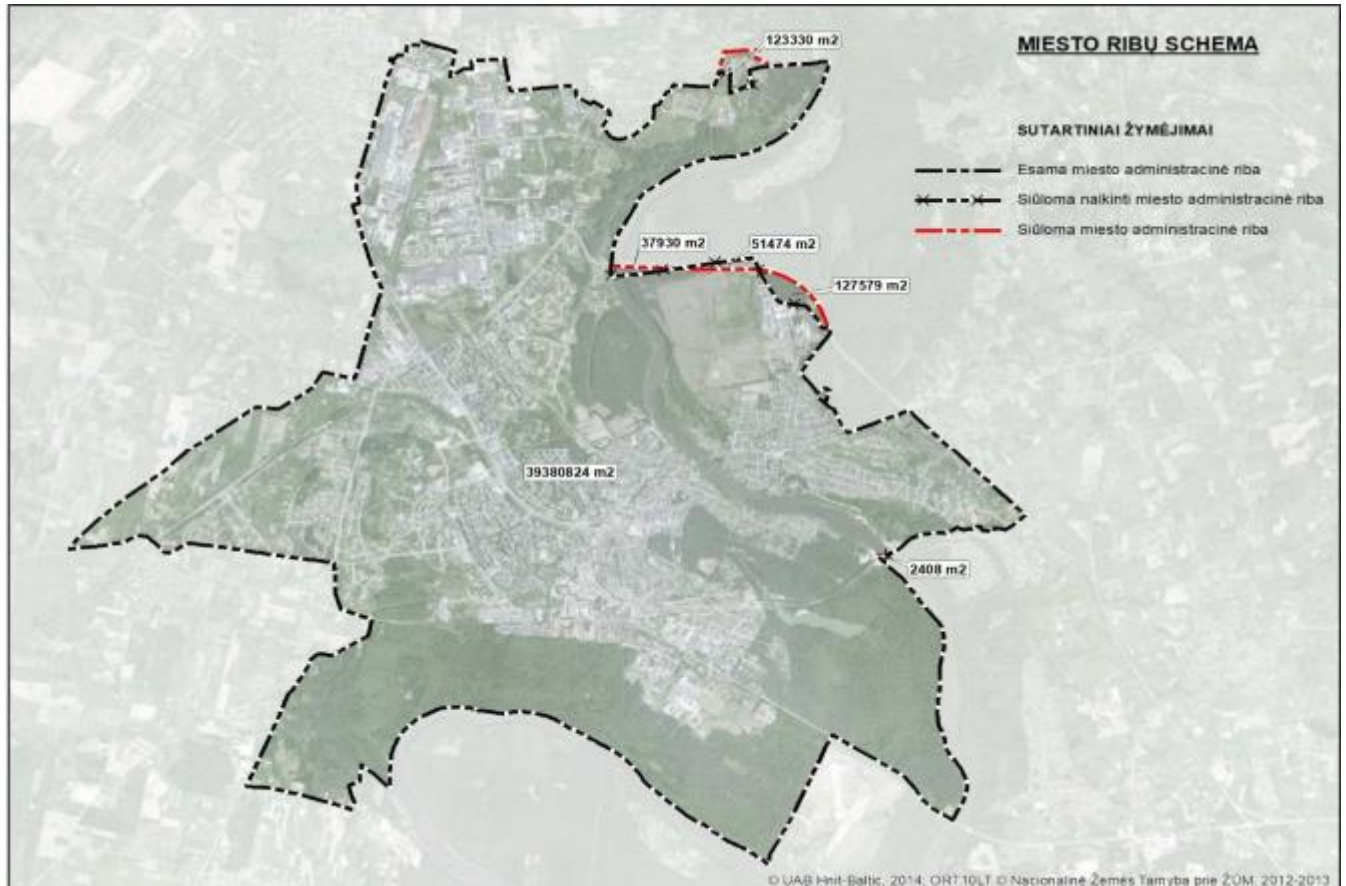 MIESTO RIBŲ SCHEMA
SUTARTINIAI ŽYMĖJIMAI
Esama miesto administracinė riba
Siūloma naikinti miesto administracinė riba
Siūloma miesto administracinė riba
123330 m2
37930 m2
51474 m2
127579 m2
39380824 m2
2408 m2
© UAB Hnit-Baltic, 2014; ORT10LT © Nacionalinė Žemės Tarnyba prie ŽŪM, 2012-2013